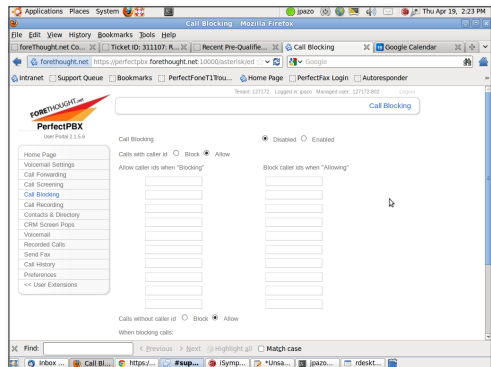 Applications Places System jpazo Thu Apr 19, 2:23 PM
Call Blocking - Mozilla Firefox
File Edit View History Bookmarks Tools Help
foreThought.net Co... Ticket ID: 311107: R... Recent Pre-Qualifie... Call Blocking Google Calendar
forethought.net https://perfectpbx.forethought.net:10000/asterisk/ed Google
Intranet Support Queue Bookmarks PerfectFoneT1Trou... Home Page PerfectFax Login Autoresponder
Tenant: 127172 Logged in: jpazo Managed user: 127172-802 Logout
Call Blocking
FORETHOUGHT.net
PerfectPBX
User Portal 2.1.5.6
Home Page
Voicemail Settings
Call Forwarding
Call Screening
Call Blocking
Call Recording
Contacts & Directory
CRM Screen Pops
Voicemail
Recorded Calls
Send Fax
Call History
Preferences
<< User Extensions
Call Blocking Disabled Enabled
Calls with caller id Block Allow
Allow caller ids when "Blocking" Block caller ids when "Allowing"
Calls without caller id Block Allow
When blocking calls:
Find: Previous Next Highlight all Match case
Inbox ... Call Bl... https:/... #sup... iSymp... *Unsa... jpazo... rdeskt...